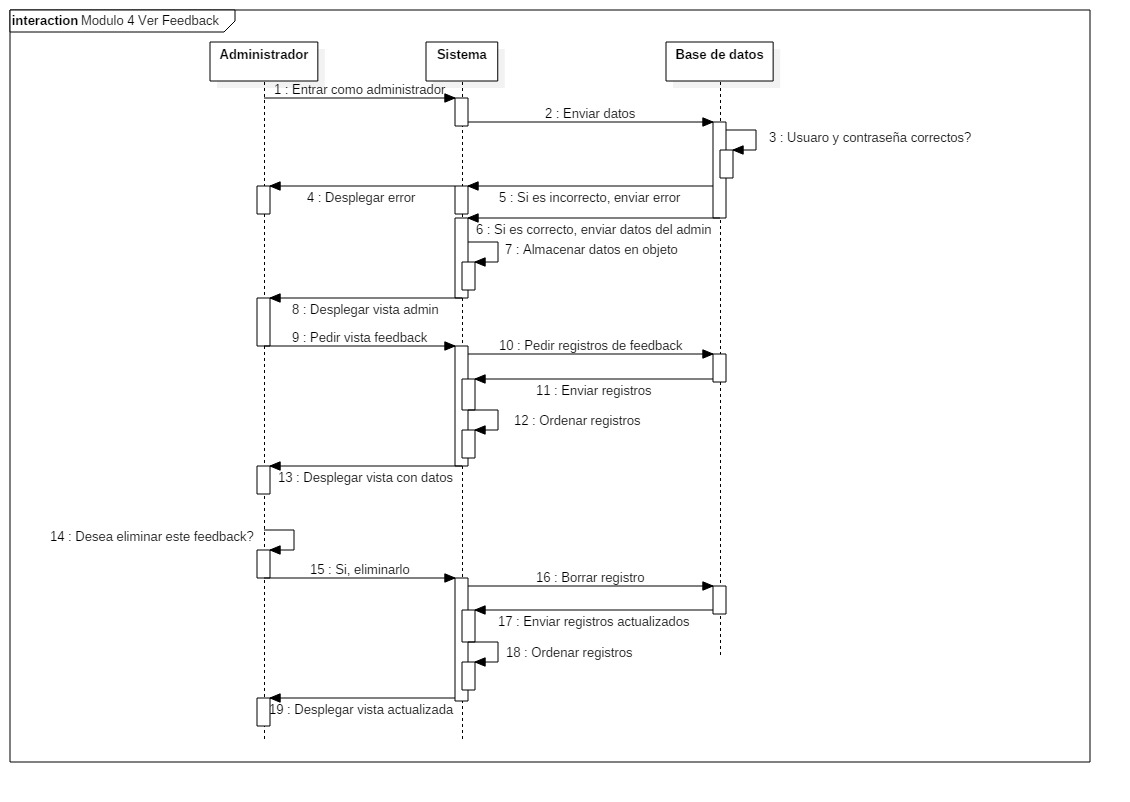 interaction Modulo 4 Ver Feedback
Administrador
Sistema
Base de datos
1 : Entrar como administrador
2 : Enviar datos
3 : Usuaro y contraseña correctos?
4 : Desplegar error
5 : Si es incorrecto, enviar error
6 : Si es correcto, enviar datos del admin
7 : Almacenar datos en objeto
8 : Desplegar vista admin
9 : Pedir vista feedback
10 : Pedir registros de feedback
11 : Enviar registros
12 : Ordenar registros
13 : Desplegar vista con datos
14 : Desea eliminar este feedback?
15 : Si, eliminarlo
16 : Borrar registro
17 : Enviar registros actualizados
18 : Ordenar registros
19 : Desplegar vista actualizada